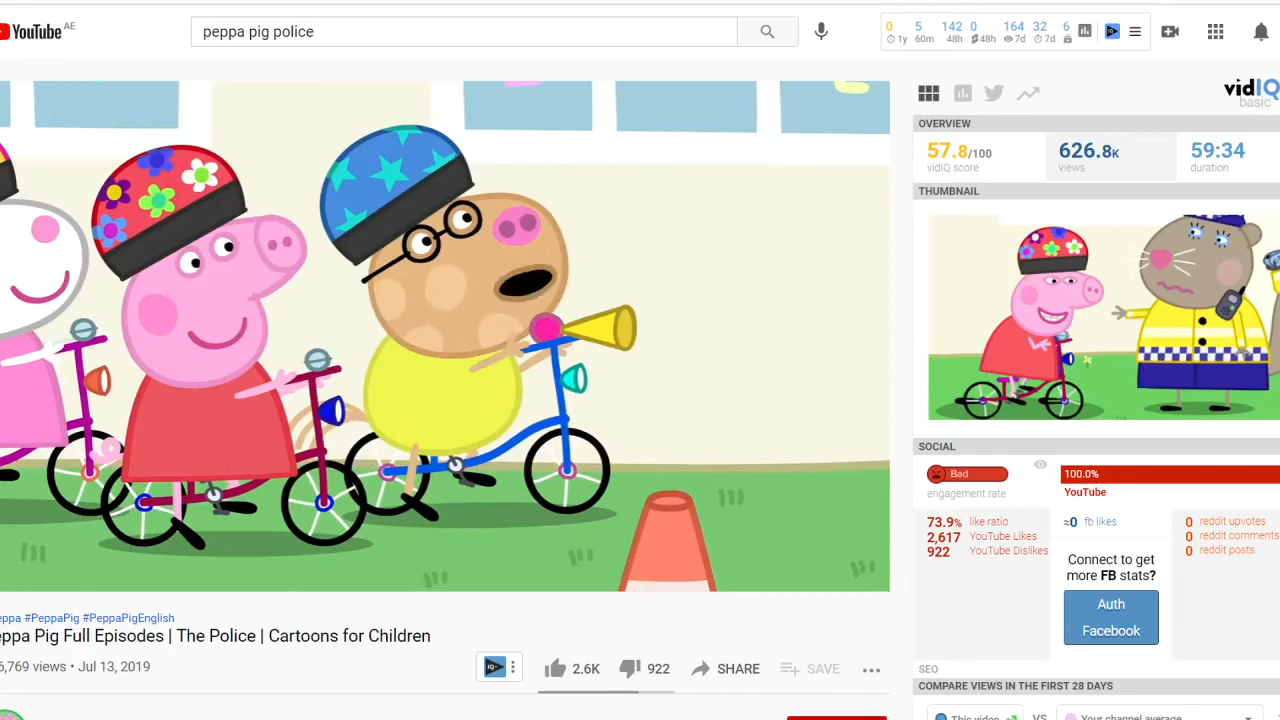 YouTube AE
peppa pig police
0 5 142 0 164 32 6
1y 60m 48h 48h 7d 7d
vidIQ
basic
OVERVIEW
57.8/100 626.8K 59:34
vidIQ score views duration
THUMBNAIL
SOCIAL
Bad 100.0%
engagement rate YouTube
73.9% like ratio ≈0 fb likes 0 reddit upvotes
2,617 YouTube Likes 0 reddit comments
922 YouTube Dislikes 0 reddit posts
Connect to get
more FB stats?
Auth
Facebook
eppa #PeppaPig #PeppaPigEnglish
eppa Pig Full Episodes | The Police | Cartoons for Children
6,769 views • Jul 13, 2019
IQ 2.6K 922 SHARE SAVE
SEO
COMPARE VIEWS IN THE FIRST 28 DAYS
This video VS Your channel average